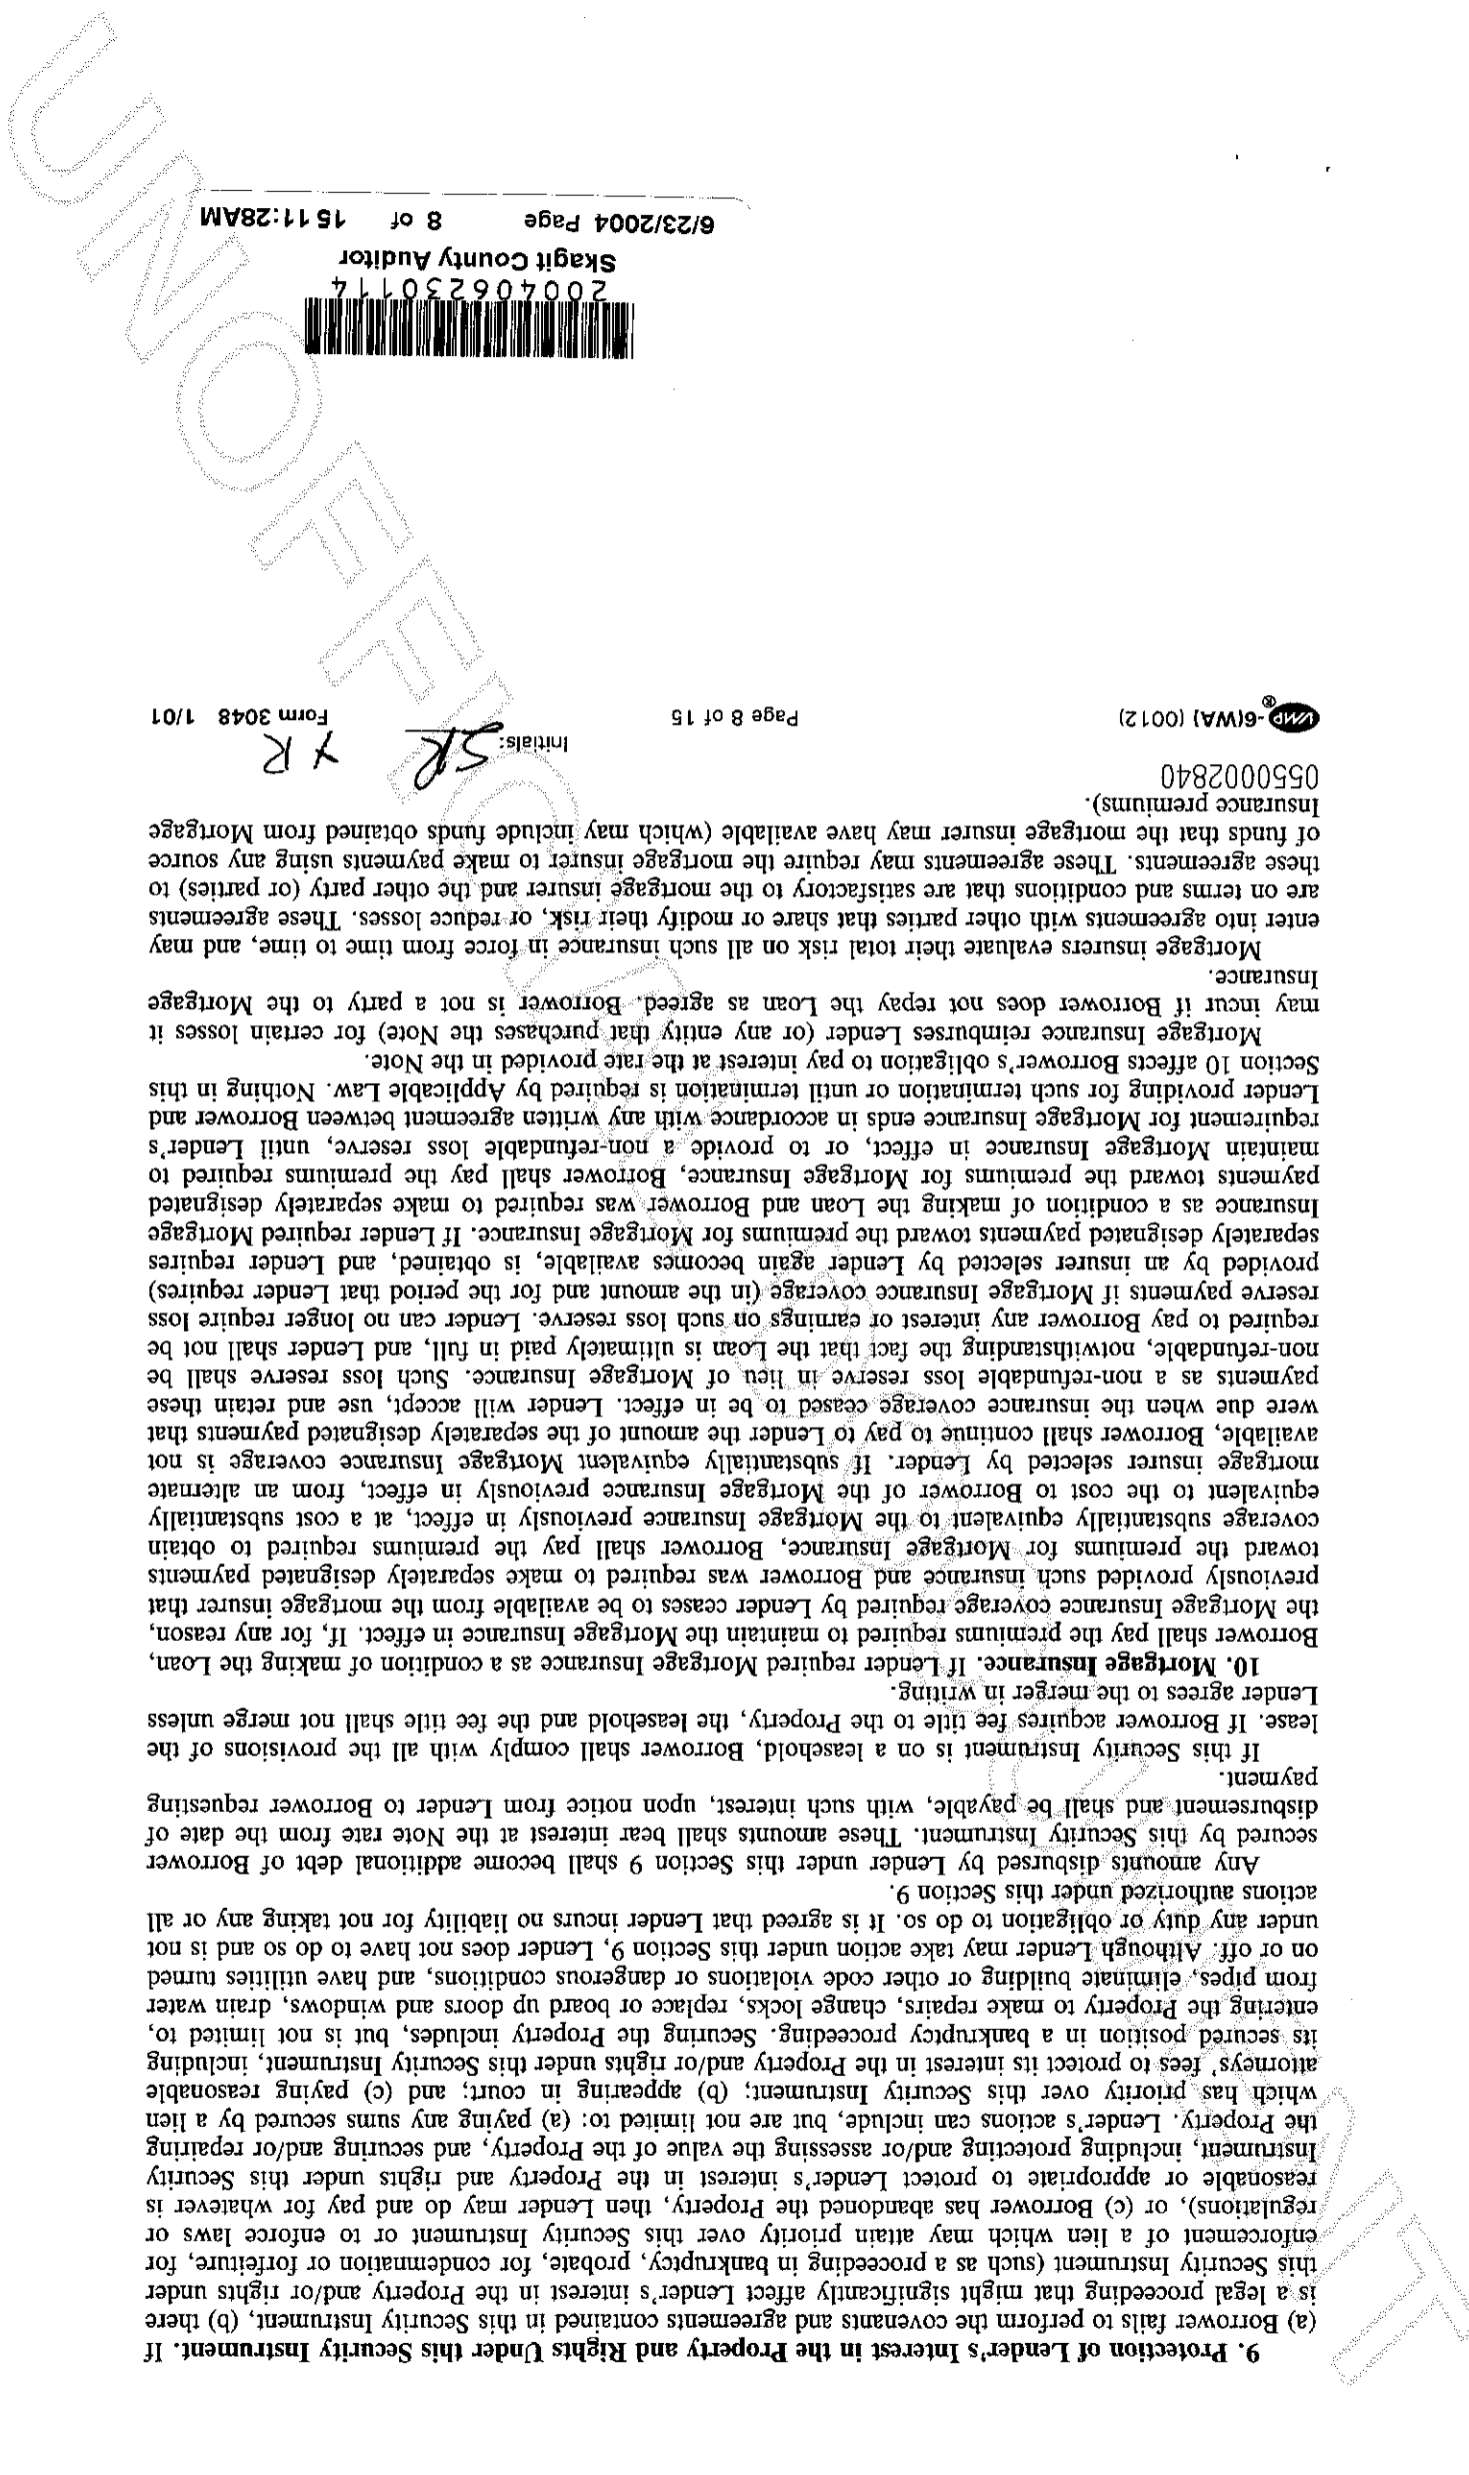 9. Protection of Lender's Interest in the Property and Rights Under this Security Instrument. If
(a) Borrower fails to perform the covenants and agreements contained in this Security Instrument, (b) there
is a legal proceeding that might significantly affect Lender's interest in the Property and/or rights under
this Security Instrument (such as a proceeding in bankruptcy, probate, for condemnation or forfeiture, for
enforcement of a lien which may attain priority over this Security Instrument or to enforce laws or
regulations), or (c) Borrower has abandoned the Property, then Lender may do and pay for whatever is
reasonable or appropriate to protect Lender's interest in the Property and rights under this Security
Instrument, including protecting and/or assessing the value of the Property, and securing and/or repairing
the Property. Lender's actions can include, but are not limited to: (a) paying any sums secured by a lien
which has priority over this Security Instrument; (b) appearing in court; and (c) paying reasonable
attorneys' fees to protect its interest in the Property and/or rights under this Security Instrument, including
its secured position in a bankruptcy proceeding. Securing the Property includes, but is not limited to,
entering the Property to make repairs, change locks, replace or board up doors and windows, drain water
from pipes, eliminate building or other code violations or dangerous conditions, and have utilities turned
on or off. Although Lender may take action under this Section 9, Lender does not have to do so and is not
under any duty or obligation to do so. It is agreed that Lender incurs no liability for not taking any or all
actions authorized under this Section 9.
Any amounts disbursed by Lender under this Section 9 shall become additional debt of Borrower
secured by this Security Instrument. These amounts shall bear interest at the Note rate from the date of
disbursement and shall be payable, with such interest, upon notice from Lender to Borrower requesting
payment.
If this Security Instrument is on a leasehold, Borrower shall comply with all the provisions of the
lease. If Borrower acquires fee title to the Property, the leasehold and the fee title shall not merge unless
Lender agrees to the merger in writing.
10. Mortgage Insurance. If Lender required Mortgage Insurance as a condition of making the Loan,
Borrower shall pay the premiums required to maintain the Mortgage Insurance in effect. If, for any reason,
the Mortgage Insurance coverage required by Lender ceases to be available from the mortgage insurer that
previously provided such insurance and Borrower was required to make separately designated payments
toward the premiums for Mortgage Insurance, Borrower shall pay the premiums required to obtain
coverage substantially equivalent to the Mortgage Insurance previously in effect, at a cost substantially
equivalent to the cost to Borrower of the Mortgage Insurance previously in effect, from an alternate
mortgage insurer selected by Lender. If substantially equivalent Mortgage Insurance coverage is not
available, Borrower shall continue to pay to Lender the amount of the separately designated payments that
were due when the insurance coverage ceased to be in effect. Lender will accept, use and retain these
payments as a non-refundable loss reserve in lieu of Mortgage Insurance. Such loss reserve shall be
non-refundable, notwithstanding the fact that the Loan is ultimately paid in full, and Lender shall not be
required to pay Borrower any interest or earnings on such loss reserve. Lender can no longer require loss
reserve payments if Mortgage Insurance coverage (in the amount and for the period that Lender requires)
provided by an insurer selected by Lender again becomes available, is obtained, and Lender requires
separately designated payments toward the premiums for Mortgage Insurance. If Lender required Mortgage
Insurance as a condition of making the Loan and Borrower was required to make separately designated
payments toward the premiums for Mortgage Insurance, Borrower shall pay the premiums required to
maintain Mortgage Insurance in effect, or to provide a non-refundable loss reserve, until Lender's
requirement for Mortgage Insurance ends in accordance with any written agreement between Borrower and
Lender providing for such termination or until termination is required by Applicable Law. Nothing in this
Section 10 affects Borrower's obligation to pay interest at the rate provided in the Note.
Mortgage Insurance reimburses Lender (or any entity that purchases the Note) for certain losses it
may incur if Borrower does not repay the Loan as agreed. Borrower is not a party to the Mortgage
Insurance.
Mortgage insurers evaluate their total risk on all such insurance in force from time to time, and may
enter into agreements with other parties that share or modify their risk, or reduce losses. These agreements
are on terms and conditions that are satisfactory to the mortgage insurer and the other party (or parties) to
these agreements. These agreements may require the mortgage insurer to make payments using any source
of funds that the mortgage insurer may have available (which may include funds obtained from Mortgage
Insurance premiums).
0550002840
Initials: SR YR
VMP®-6(WA) (0012) Page 8 of 15 Form 3048 1/01
200406230114
Skagit County Auditor
6/23/2004 Page 8 of 15 11:28AM
UNOFFICIAL DOCUMENT